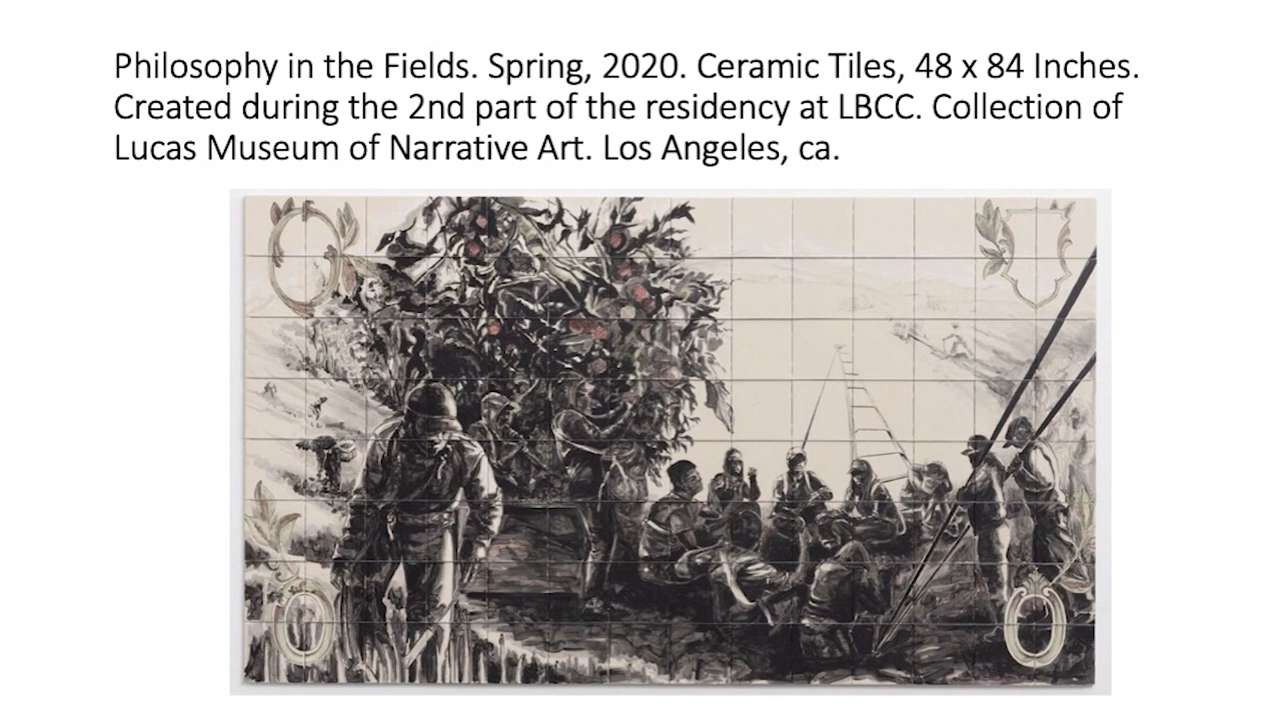 Philosophy in the Fields. Spring, 2020. Ceramic Tiles, 48 x 84 Inches.
Created during the 2nd part of the residency at LBCC. Collection of
Lucas Museum of Narrative Art. Los Angeles, ca.